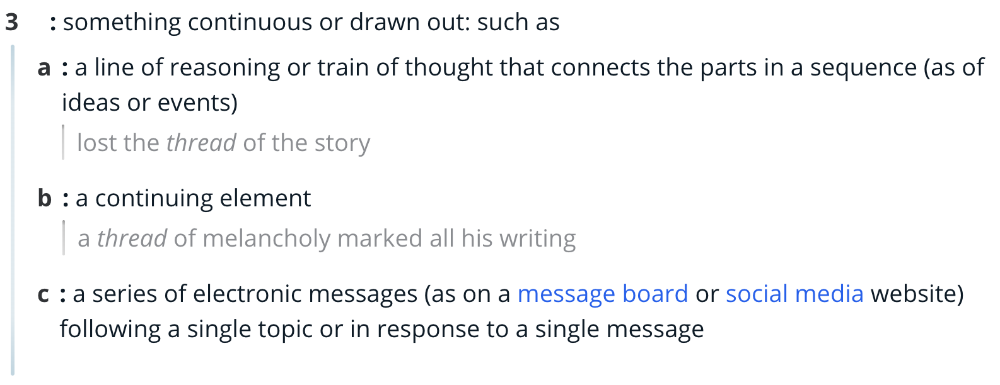 3 : something continuous or drawn out: such as
a : a line of reasoning or train of thought that connects the parts in a sequence (as of
ideas or events)
lost the thread of the story
b : a continuing element
a thread of melancholy marked all his writing
c : a series of electronic messages (as on a message board or social media website)
following a single topic or in response to a single message